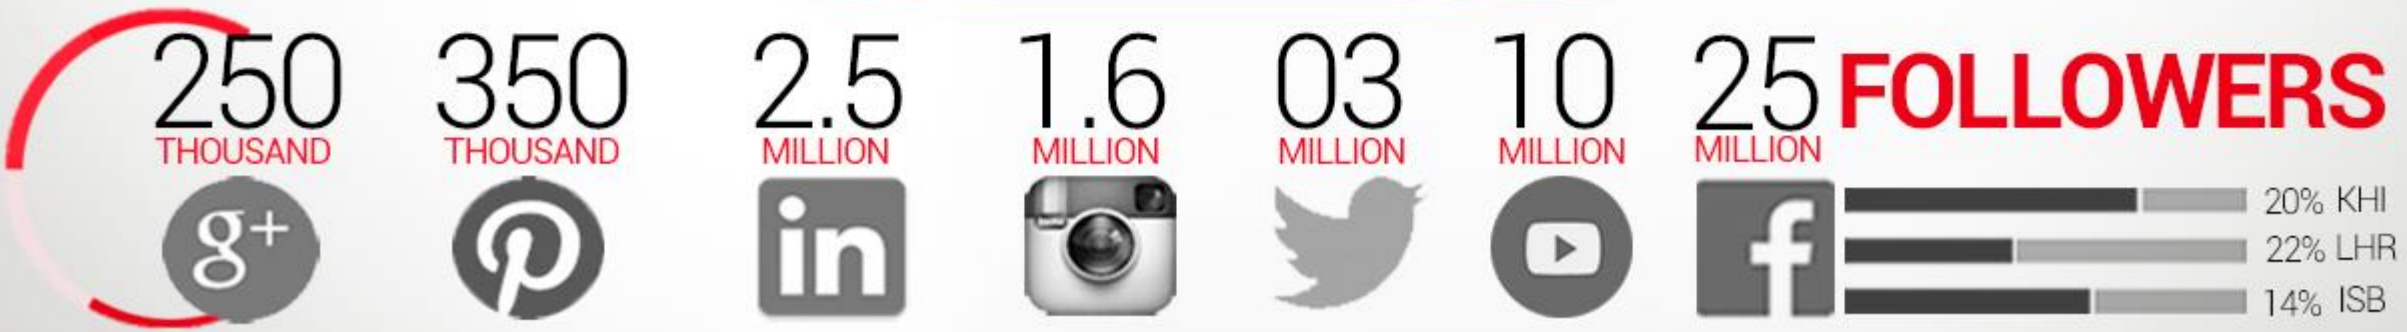 250 350 2.5 1.6 03 10 25 FOLLOWERS
THOUSAND THOUSAND MILLION MILLION MILLION MILLION MILLION
g+ in f
20% KHI
22% LHR
14% ISB